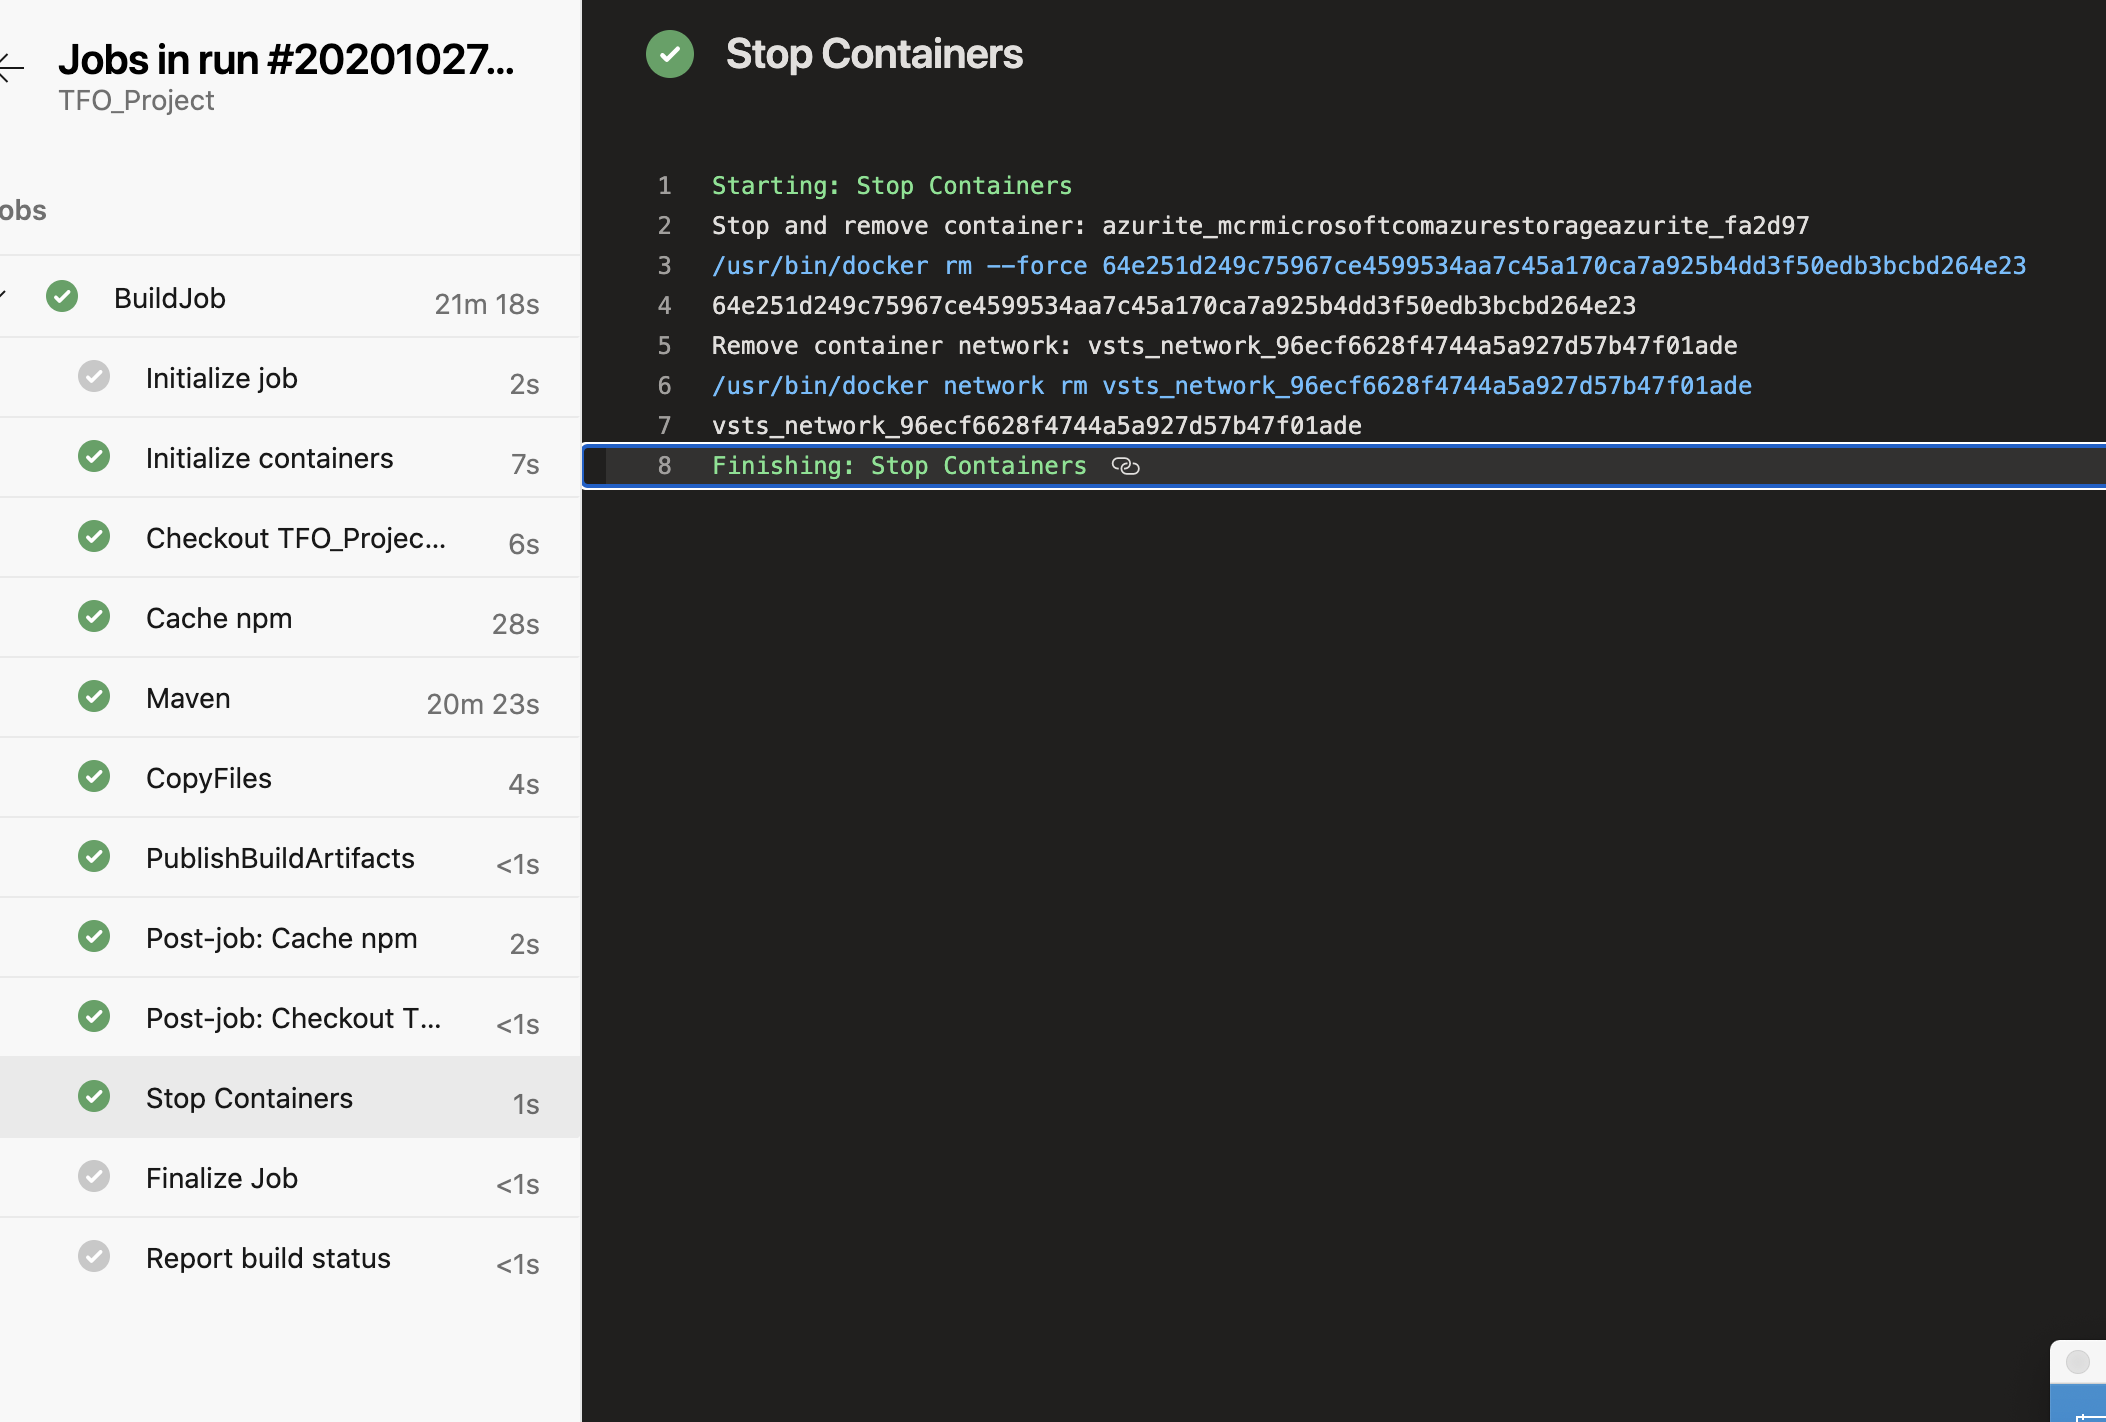 Jobs in run #20201027...
TFO_Project
obs
BuildJob 21m 18s
Initialize job 2s
Initialize containers 7s
Checkout TFO_Projec... 6s
Cache npm 28s
Maven 20m 23s
CopyFiles 4s
PublishBuildArtifacts <1s
Post-job: Cache npm 2s
Post-job: Checkout T... <1s
Stop Containers 1s
Finalize Job <1s
Report build status <1s
Stop Containers
1 Starting: Stop Containers
2 Stop and remove container: azurite_mcrmicrosoftcomazurestorageazurite_fa2d97
3 /usr/bin/docker rm --force 64e251d249c75967ce4599534aa7c45a170ca7a925b4dd3f50edb3bcbd264e23
4 64e251d249c75967ce4599534aa7c45a170ca7a925b4dd3f50edb3bcbd264e23
5 Remove container network: vsts_network_96ecf6628f4744a5a927d57b47f01ade
6 /usr/bin/docker network rm vsts_network_96ecf6628f4744a5a927d57b47f01ade
7 vsts_network_96ecf6628f4744a5a927d57b47f01ade
8 Finishing: Stop Containers